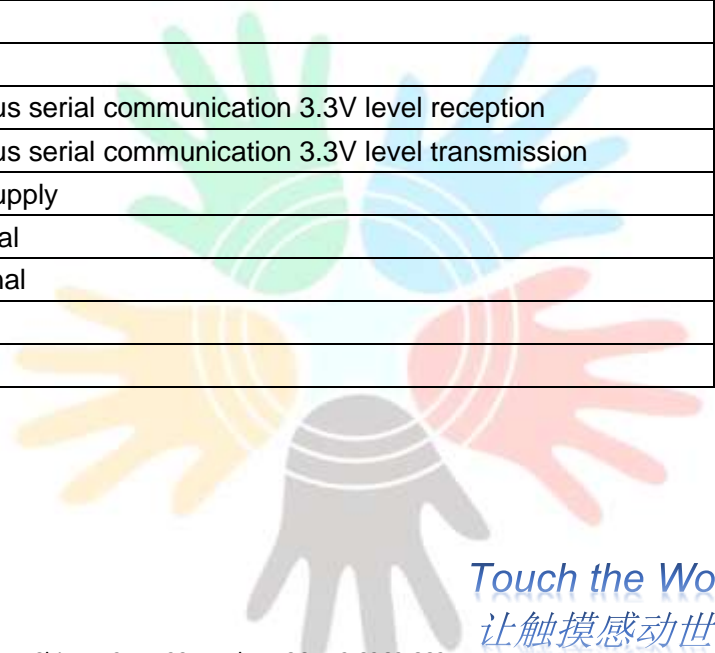 us serial communication 3.3V level reception
us serial communication 3.3V level transmission
upply
al
nal
Touch the Wo
让触摸感动世